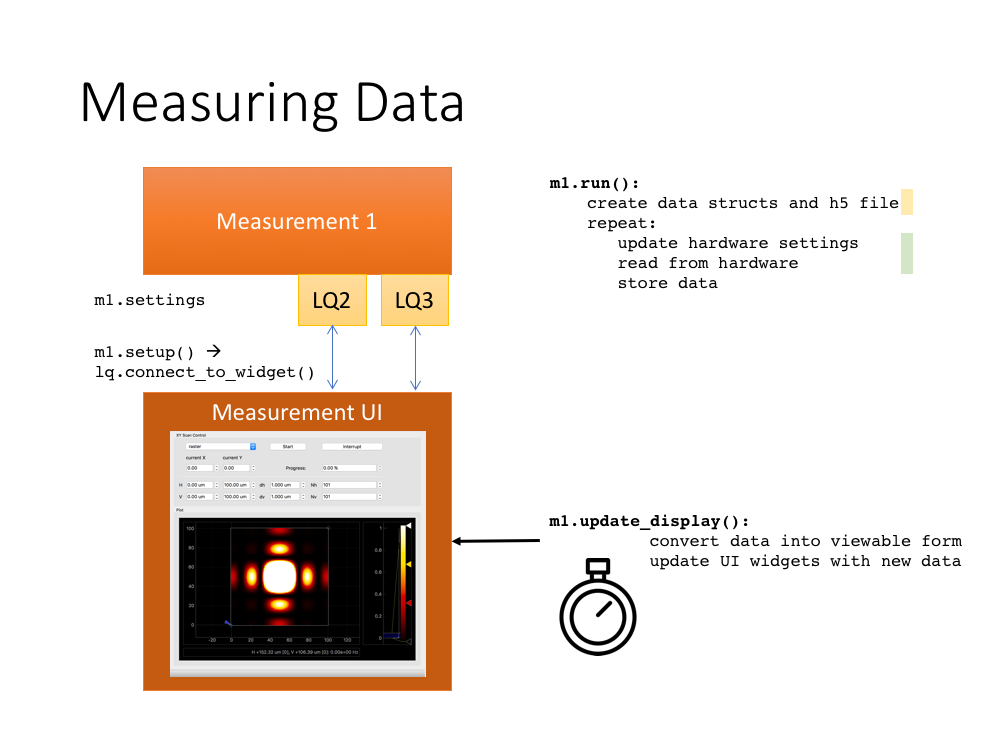 Measuring Data
Measurement 1
m1.settings
LQ2
LQ3
m1.setup() →
lq.connect_to_widget()
m1.run():
create data structs and h5 file
repeat:
update hardware settings
read from hardware
store data
Measurement UI
XY Scan Control
raster Start Interrupt
current X current Y
0.00 0.00 Progress: 0.00 %
H 0.00 um 100.00 um dh 1.000 um Nh 101
V 0.00 um 100.00 um dv 1.000 um Nv 101
Plot
100
80
60
40
20
0
-20 0 20 40 60 80 100 120
1
0.8
0.6
0.4
0.2
0
H +152.32 um [0], V +106.39 um [0]: 0.00e+00 Hz
m1.update_display():
convert data into viewable form
update UI widgets with new data